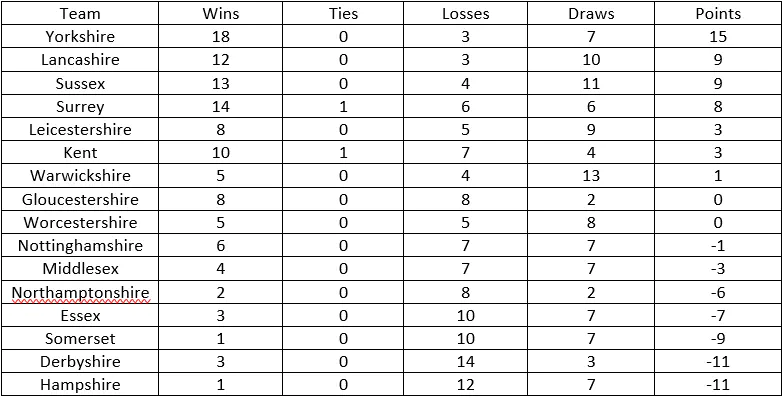 Team Wins Ties Losses Draws Points
Yorkshire 18 0 3 7 15
Lancashire 12 0 3 10 9
Sussex 13 0 4 11 9
Surrey 14 1 6 6 8
Leicestershire 8 0 5 9 3
Kent 10 1 7 4 3
Warwickshire 5 0 4 13 1
Gloucestershire 8 0 8 2 0
Worcestershire 5 0 5 8 0
Nottinghamshire 6 0 7 7 -1
Middlesex 4 0 7 7 -3
Northamptonshire 2 0 8 2 -6
Essex 3 0 10 7 -7
Somerset 1 0 10 7 -9
Derbyshire 3 0 14 3 -11
Hampshire 1 0 12 7 -11